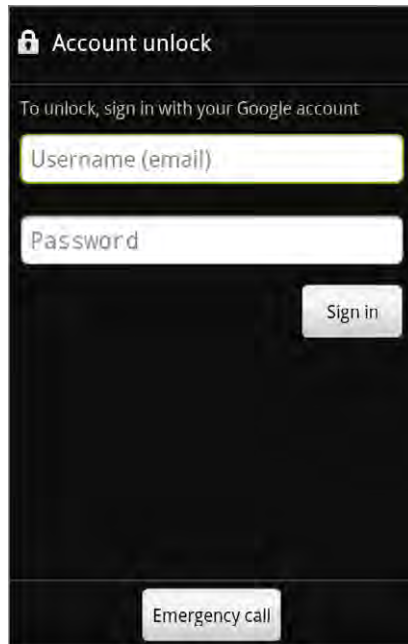 Account unlock
To unlock, sign in with your Google account
Username (email)
Password
Sign in
Emergency call